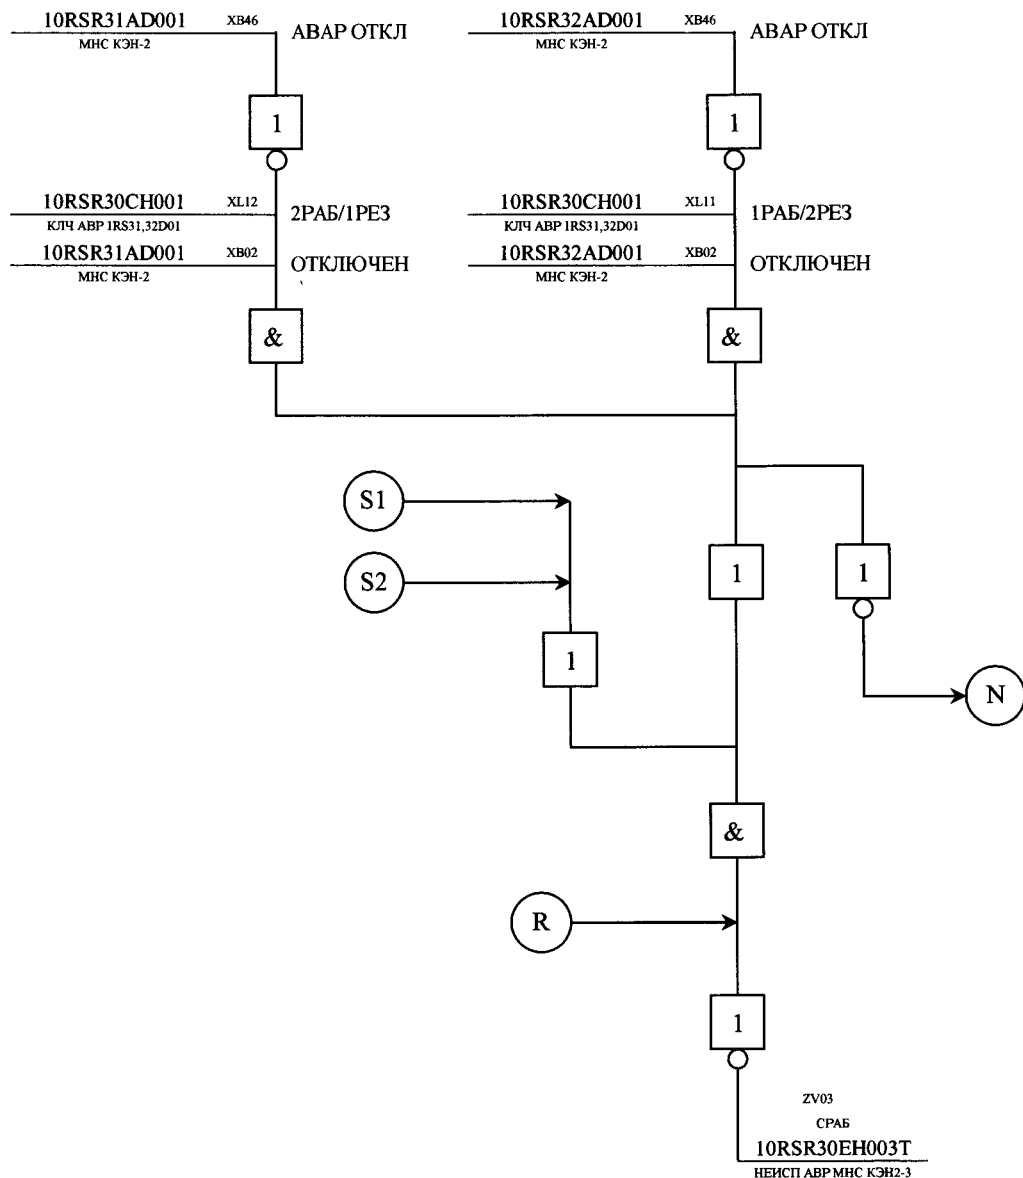 10RSR31AD001 XB46 АВАР ОТКЛ
МНС КЭН-2
10RSR32AD001 XB46 АВАР ОТКЛ
МНС КЭН-2
1
1
10RSR30CH001 XL12 2РАБ/1РЕЗ
КЛЧ АВР 1RS31,32D01
10RSR30CH001 XL11 1РАБ/2РЕЗ
КЛЧ АВР 1RS31,32D01
10RSR31AD001 XB02 ОТКЛЮЧЕН
МНС КЭН-2
10RSR32AD001 XB02 ОТКЛЮЧЕН
МНС КЭН-2
&
&
S1
S2
1
1
1
N
&
R
1
ZV03
СРАБ
10RSR30EH003T
НЕИСП АВР МНС КЭН2-3